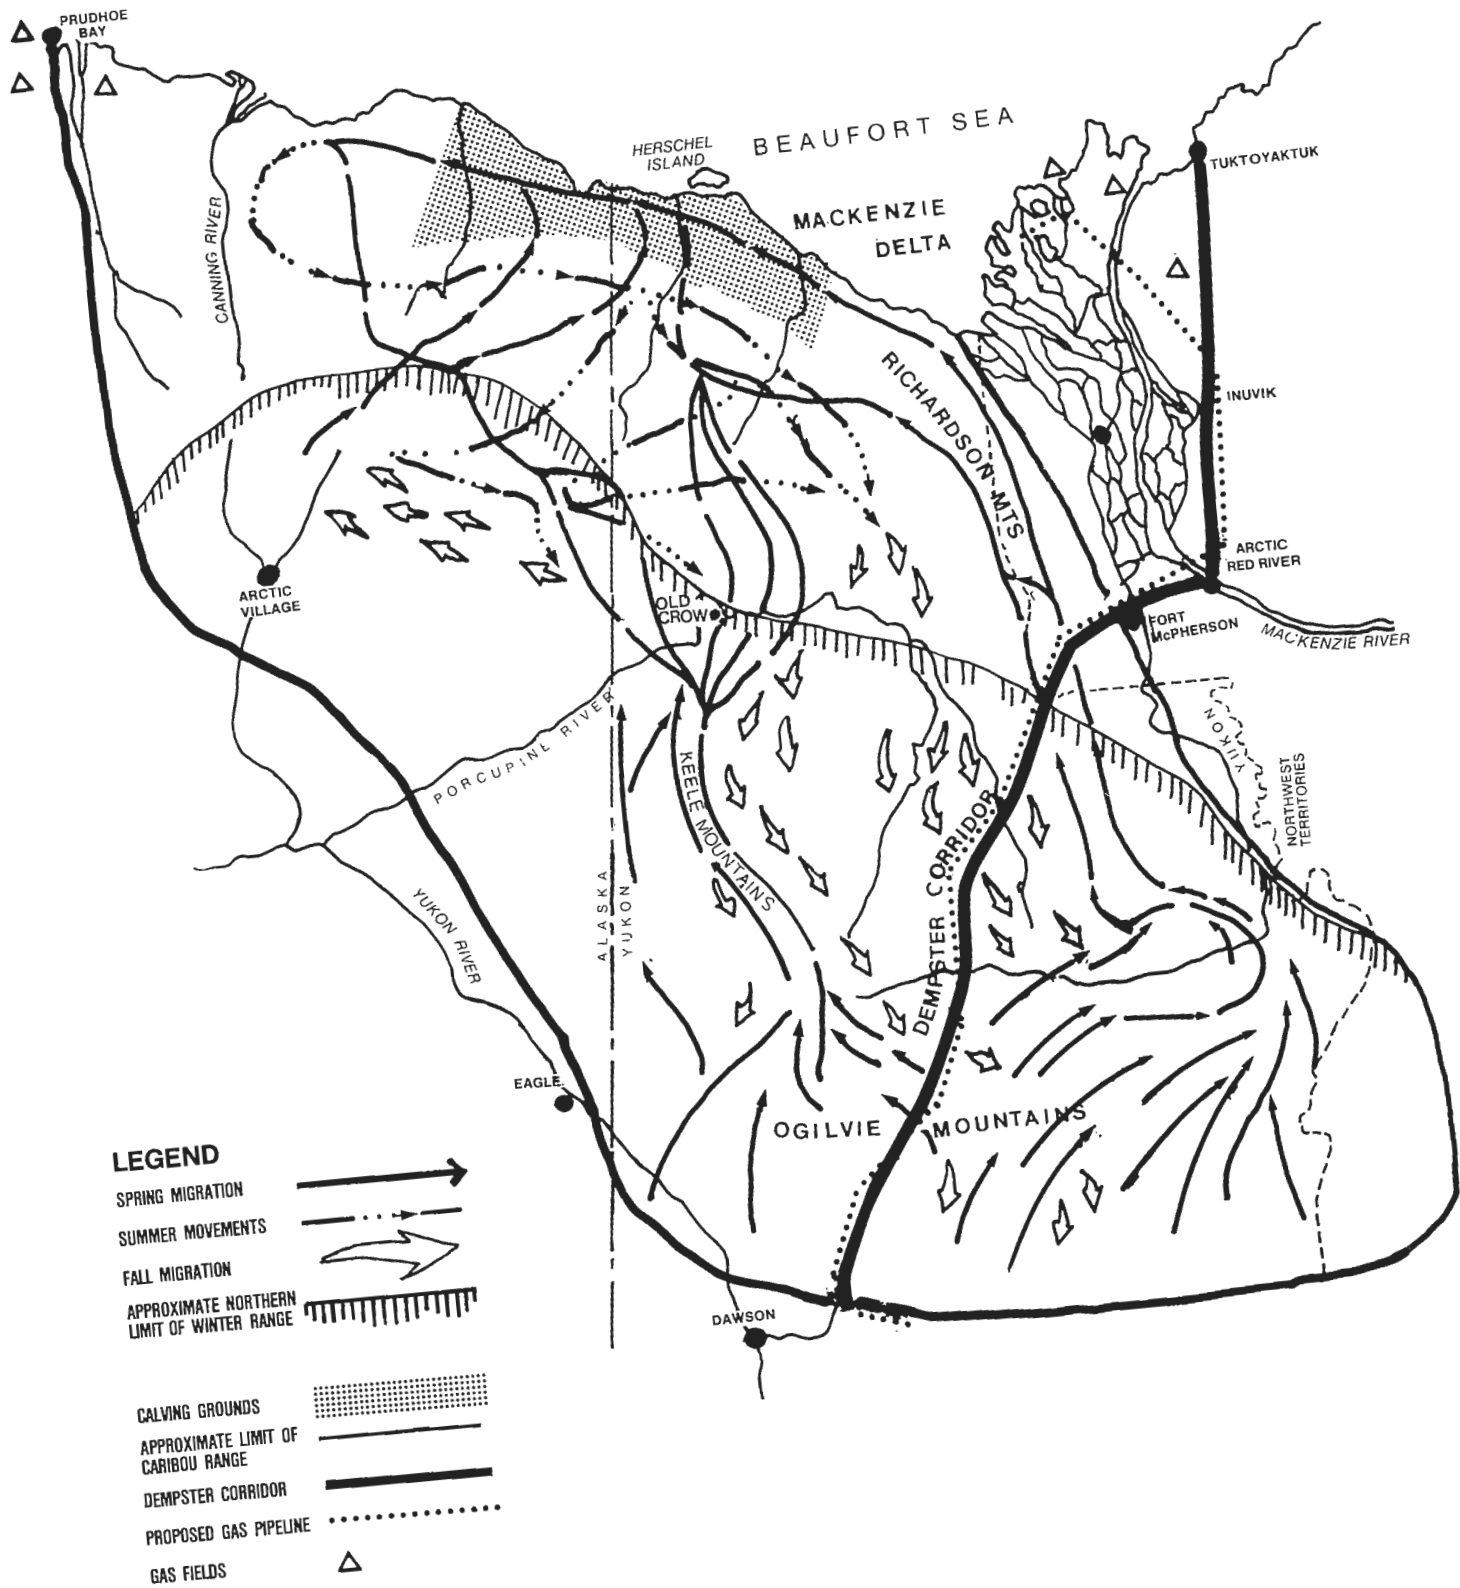 PRUDHOE
BAY
BEAUFORT SEA
HERSCHEL
ISLAND
TUKTOYAKTUK
MACKENZIE
DELTA
CANNING RIVER
RICHARDSON MTS
INUVIK
ARCTIC
RED RIVER
ARCTIC
VILLAGE
OLD
CROW
FORT
McPHERSON
MACKENZIE RIVER
PORCUPINE RIVER
KEELE MOUNTAINS
YUKON
NORTHWEST
TERRITORIES
DEMPSTER CORRIDOR
ALASKA
YUKON
YUKON RIVER
EAGLE
OGILVIE MOUNTAINS
DAWSON
LEGEND
SPRING MIGRATION
SUMMER MOVEMENTS
FALL MIGRATION
APPROXIMATE NORTHERN
LIMIT OF WINTER RANGE
CALVING GROUNDS
APPROXIMATE LIMIT OF
CARIBOU RANGE
DEMPSTER CORRIDOR
PROPOSED GAS PIPELINE
GAS FIELDS